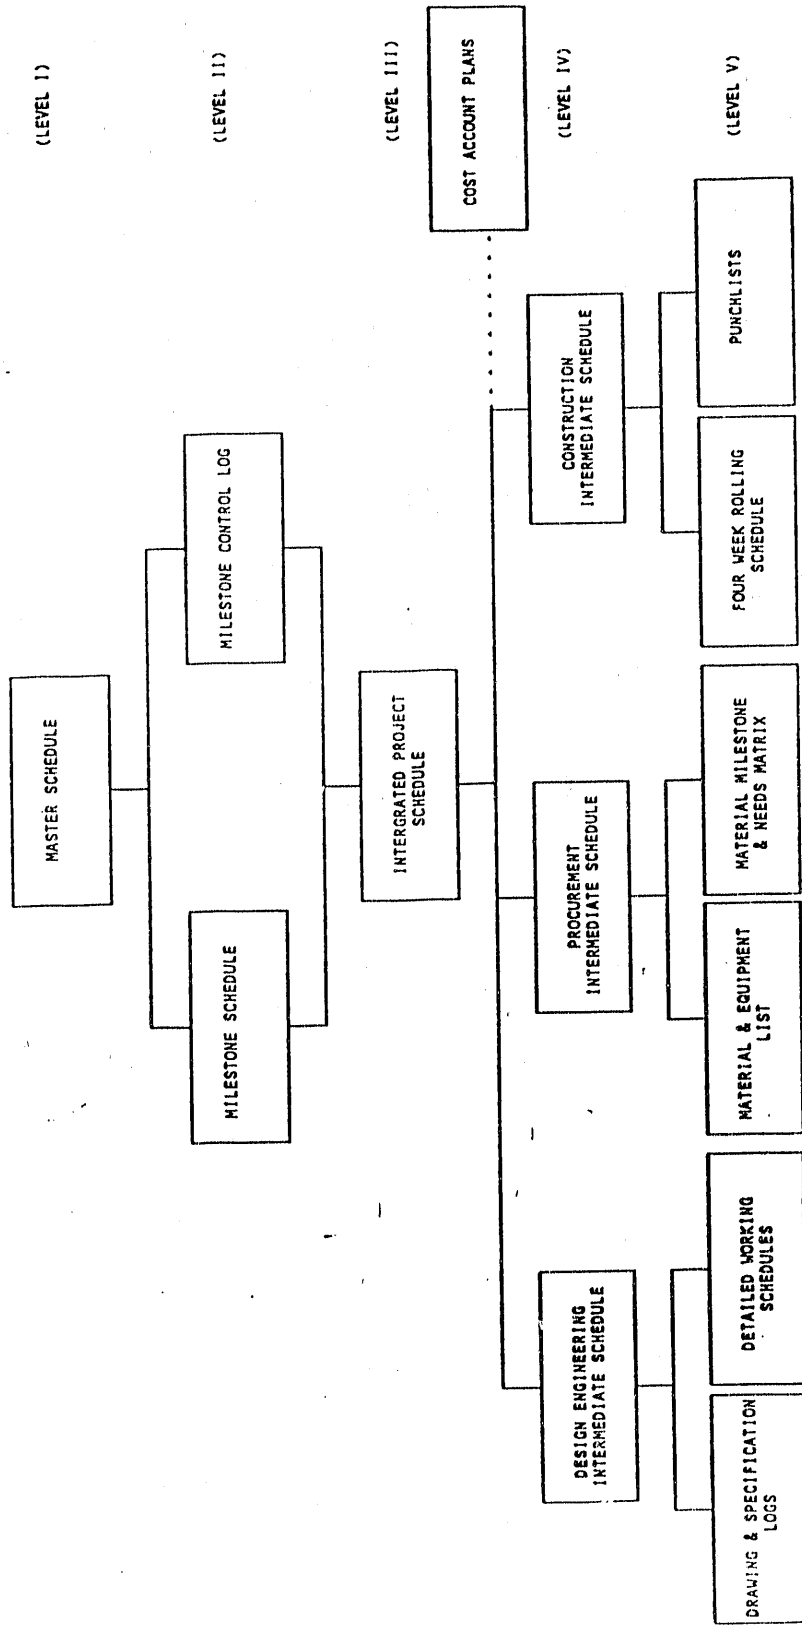 MASTER SCHEDULE
(LEVEL I)
MILESTONE SCHEDULE
MILESTONE CONTROL LOG
(LEVEL II)
INTERGRATED PROJECT
SCHEDULE
(LEVEL III)
COST ACCOUNT PLANS
DESIGN ENGINEERING
INTERMEDIATE SCHEDULE
PROCUREMENT
INTERMEDIATE SCHEDULE
CONSTRUCTION
INTERMEDIATE SCHEDULE
(LEVEL IV)
DRAWING & SPECIFICATION
LOGS
DETAILED WORKING
SCHEDULES
MATERIAL & EQUIPMENT
LIST
MATERIAL MILESTONE
& NEEDS MATRIX
FOUR WEEK ROLLING
SCHEDULE
PUNCHLISTS
(LEVEL V)